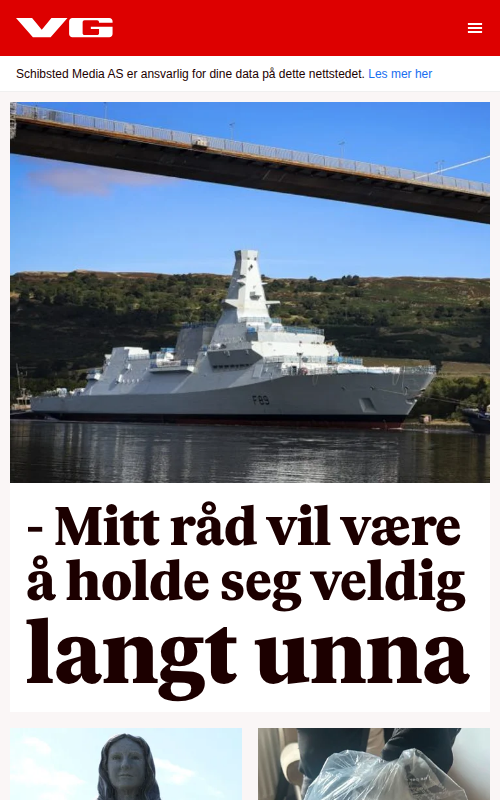 VG
Schibsted Media AS er ansvarlig for dine data på dette nettstedet. Les mer her
F89
- Mitt råd vil være
å holde seg veldig
langt unna